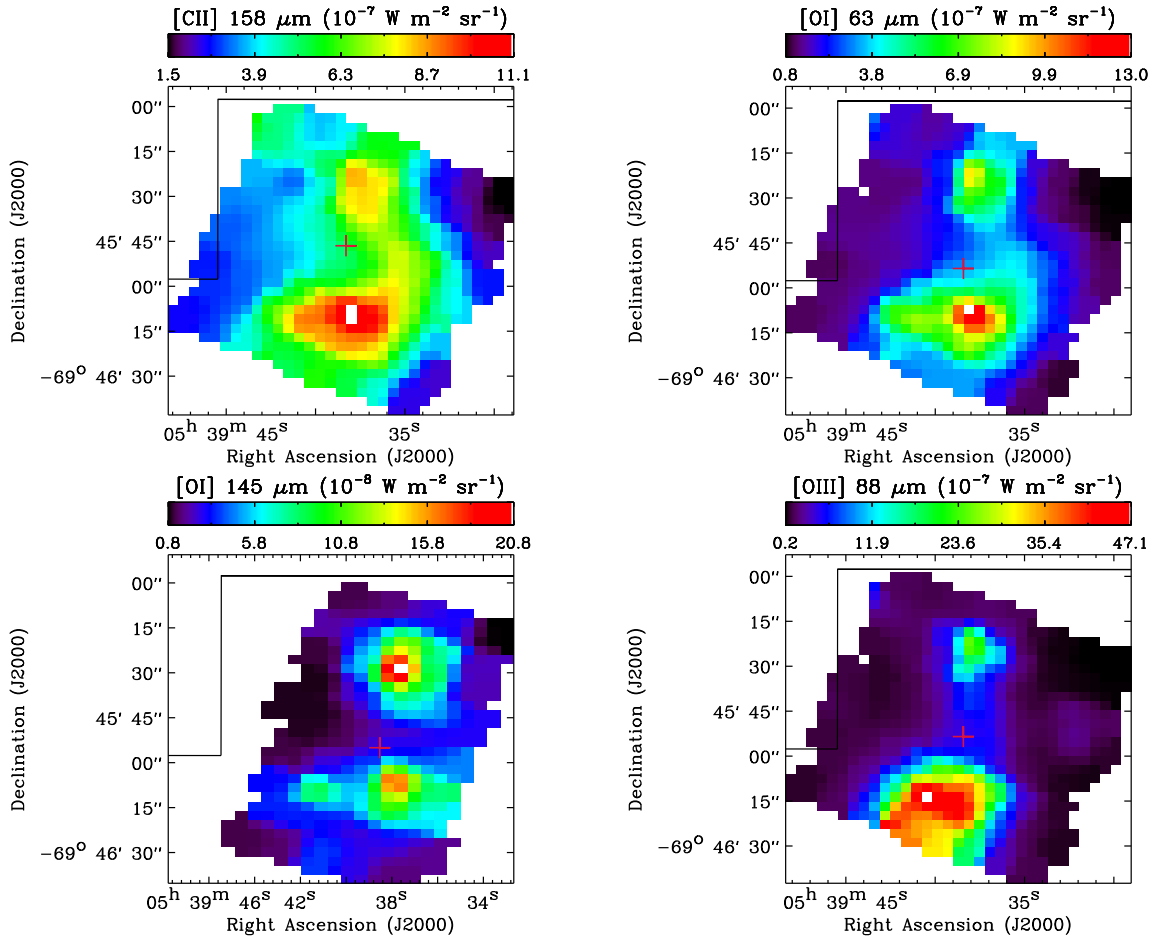 [CII] 158 μm (10⁻⁷ W m⁻² sr⁻¹)
1.5 3.9 6.3 8.7 11.1
00″
15″
30″
45′ 45″
00″
15″
−69° 46′ 30″
Declination (J2000)
05ʰ 39ᵐ 45ˢ 35ˢ
Right Ascension (J2000)
[OI] 63 μm (10⁻⁷ W m⁻² sr⁻¹)
0.8 3.8 6.9 9.9 13.0
00″
15″
30″
45′ 45″
00″
15″
−69° 46′ 30″
Declination (J2000)
05ʰ 39ᵐ 45ˢ 35ˢ
Right Ascension (J2000)
[OI] 145 μm (10⁻⁸ W m⁻² sr⁻¹)
0.8 5.8 10.8 15.8 20.8
00″
15″
30″
45′ 45″
00″
15″
−69° 46′ 30″
Declination (J2000)
05ʰ 39ᵐ 46ˢ 42ˢ 38ˢ 34ˢ
Right Ascension (J2000)
[OIII] 88 μm (10⁻⁷ W m⁻² sr⁻¹)
0.2 11.9 23.6 35.4 47.1
00″
15″
30″
45′ 45″
00″
15″
−69° 46′ 30″
Declination (J2000)
05ʰ 39ᵐ 45ˢ 35ˢ
Right Ascension (J2000)